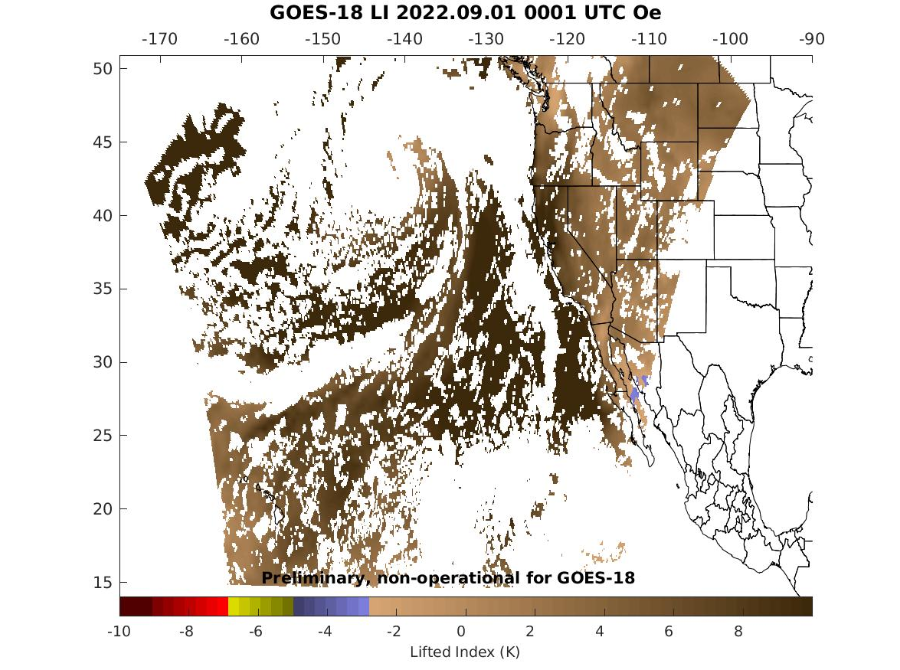 GOES-18 LI 2022.09.01 0001 UTC Oe
-170 -160 -150 -140 -130 -120 -110 -100 -90
50
45
40
35
30
25
20
15
Preliminary, non-operational for GOES-18
-10 -8 -6 -4 -2 0 2 4 6 8
Lifted Index (K)